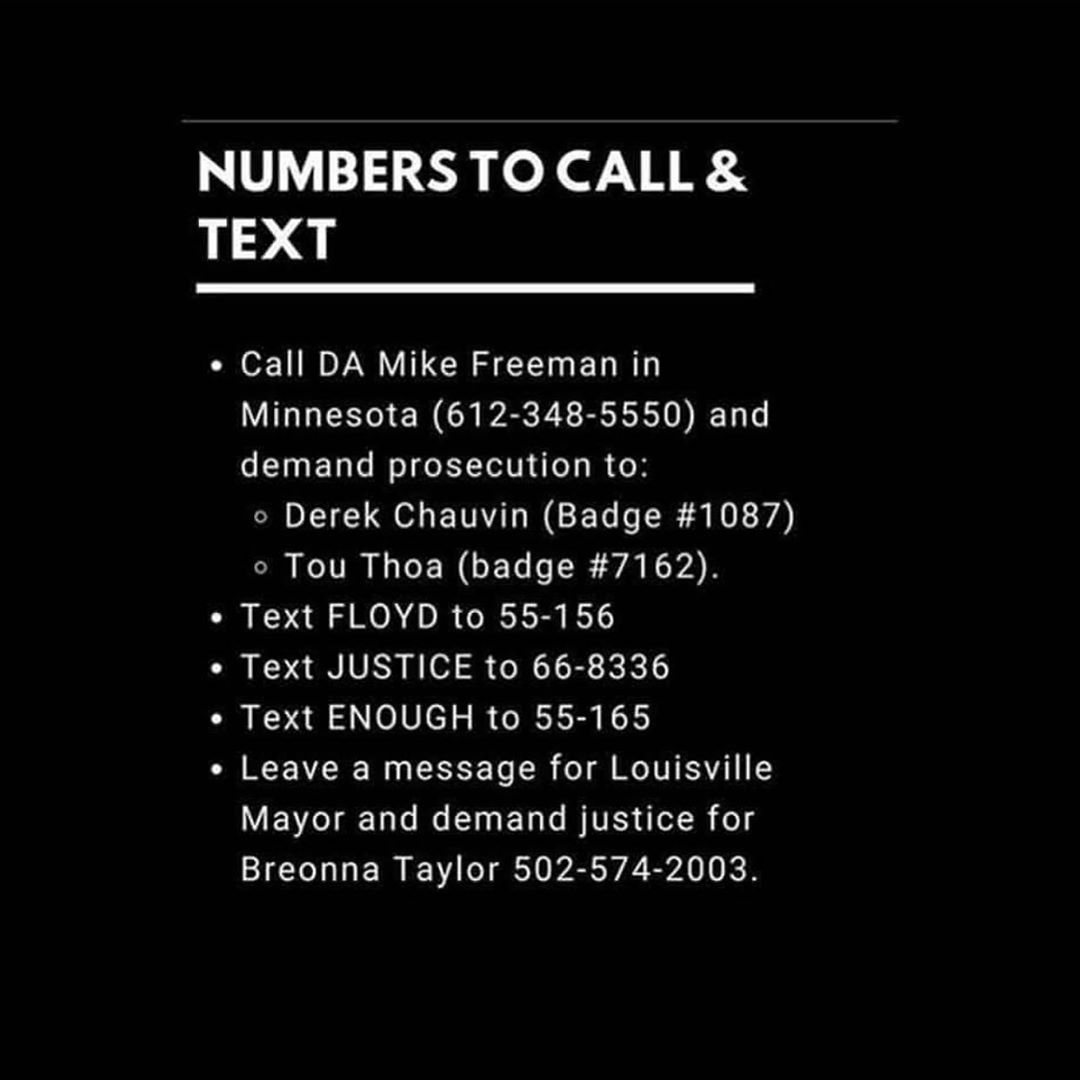 NUMBERS TO CALL &
TEXT
• Call DA Mike Freeman in
Minnesota (612-348-5550) and
demand prosecution to:
◦ Derek Chauvin (Badge #1087)
◦ Tou Thoa (badge #7162).
• Text FLOYD to 55-156
• Text JUSTICE to 66-8336
• Text ENOUGH to 55-165
• Leave a message for Louisville
Mayor and demand justice for
Breonna Taylor 502-574-2003.